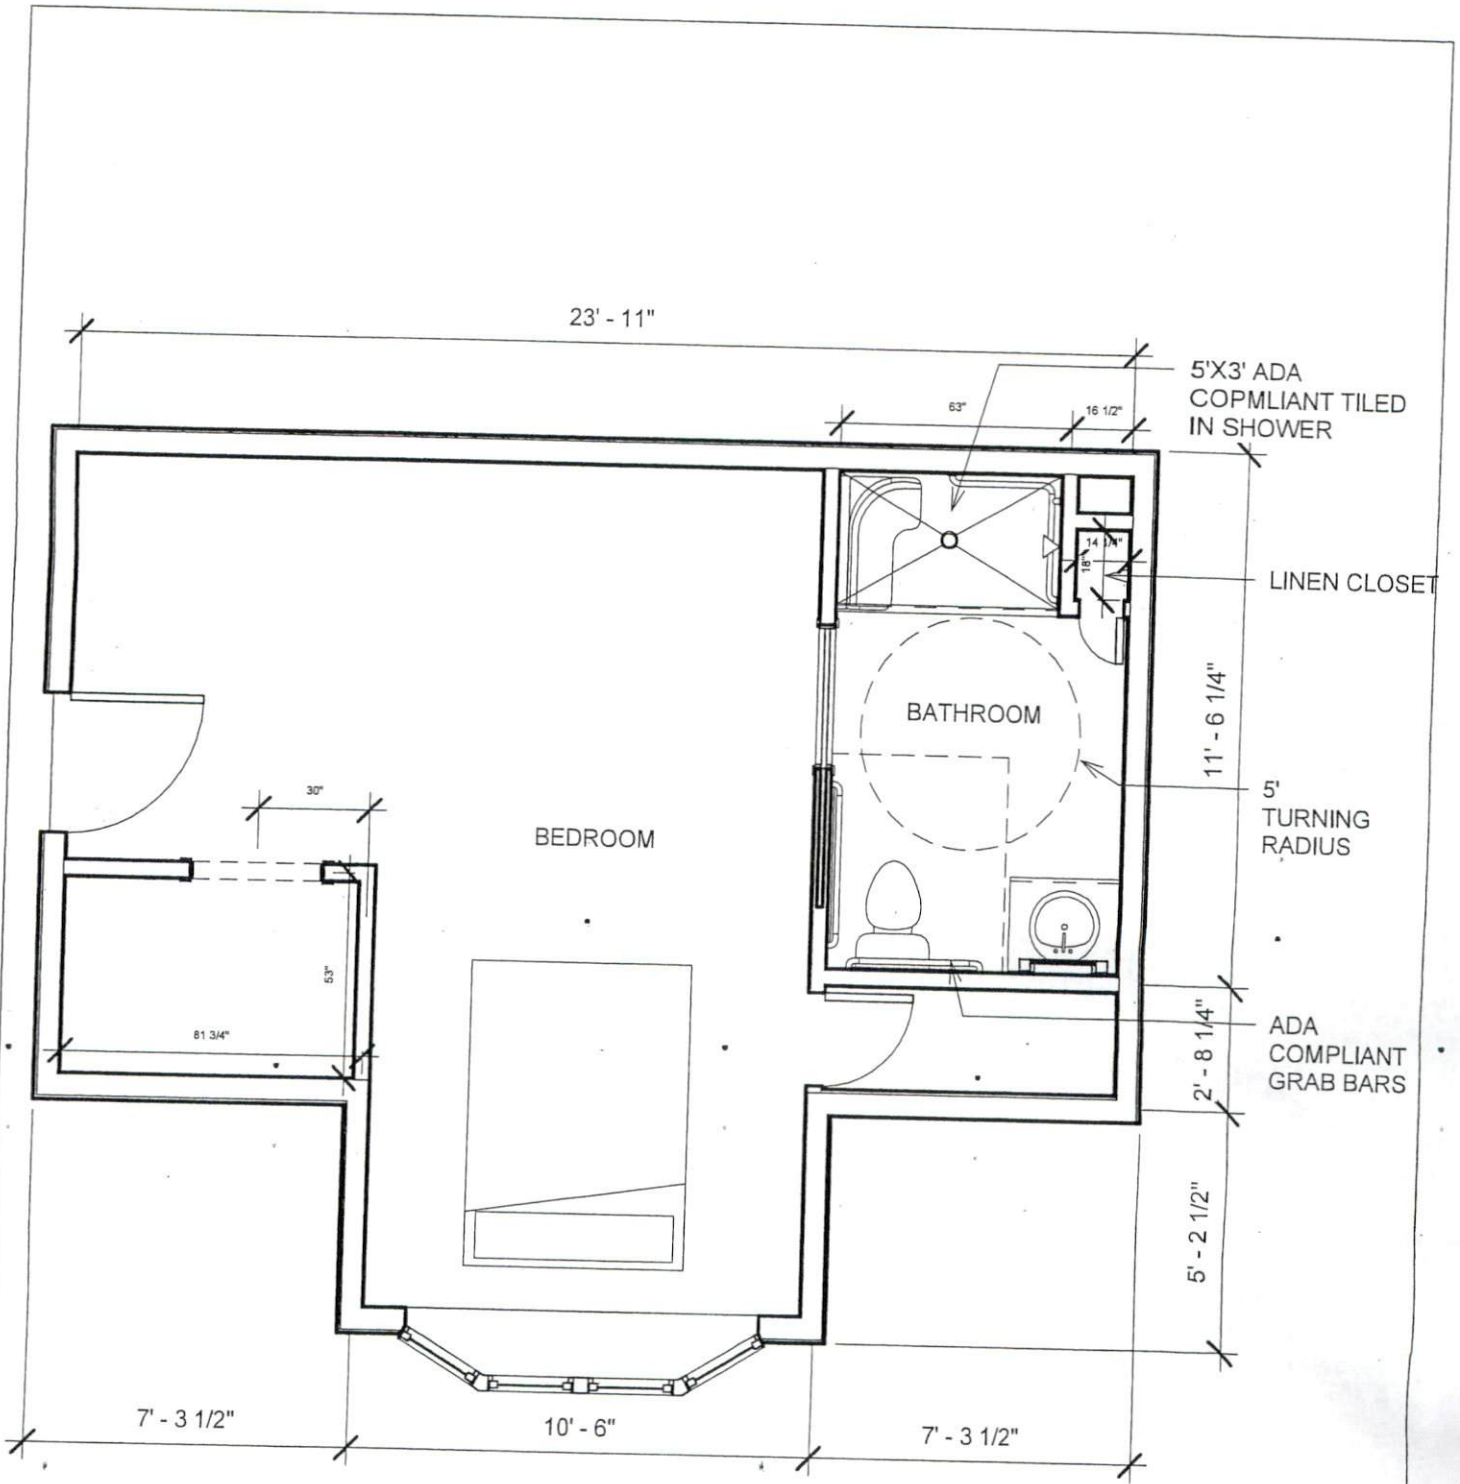 23' - 11"
5'X3' ADA
COPMLIANT TILED
IN SHOWER
63"
16 1/2"
14 1/4"
18"
LINEN CLOSET
BATHROOM
11' - 6 1/4"
5'
TURNING
RADIUS
30"
BEDROOM
53"
81 3/4"
ADA
COMPLIANT
GRAB BARS
2' - 8 1/4"
5' - 2 1/2"
7' - 3 1/2"
10' - 6"
7' - 3 1/2"